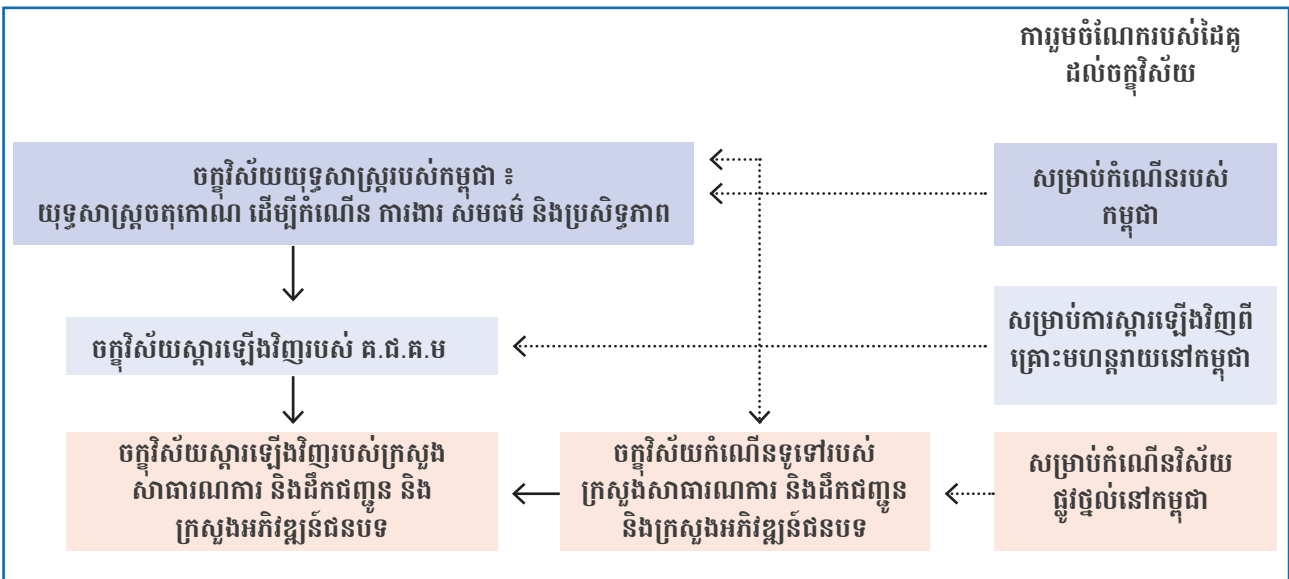 ការរួមចំណែករបស់ដៃគូ
ដល់ចក្ខុវិស័យ
ចក្ខុវិស័យយុទ្ធសាស្ត្ររបស់កម្ពុជា ៖
យុទ្ធសាស្ត្រចតុកោណ ដើម្បីកំណើន ការងារ សមធម៌ និងប្រសិទ្ធភាព
សម្រាប់កំណើនរបស់
កម្ពុជា
ចក្ខុវិស័យស្តារឡើងវិញរបស់ គ.ជ.គ.ម
សម្រាប់ការស្តារឡើងវិញពី
គ្រោះមហន្តរាយនៅកម្ពុជា
ចក្ខុវិស័យស្តារឡើងវិញរបស់ក្រសួង
សាធារណការ និងដឹកជញ្ជូន និង
ក្រសួងអភិវឌ្ឍន៍ជនបទ
ចក្ខុវិស័យកំណើនទូទៅរបស់
ក្រសួងសាធារណការ និងដឹកជញ្ជូន
និងក្រសួងអភិវឌ្ឍន៍ជនបទ
សម្រាប់កំណើនវិស័យ
ផ្លូវថ្នល់នៅកម្ពុជា